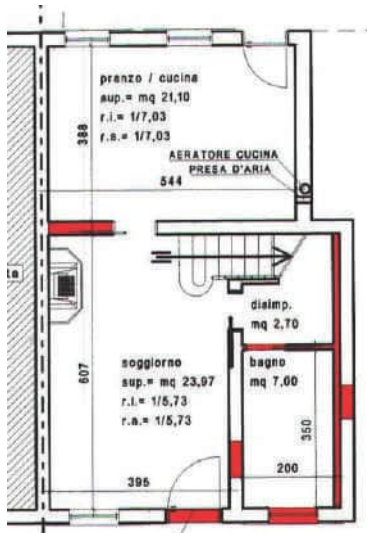 pranzo / cucina
sup.= mq 21,10
r.i.= 1/7,03
r.a.= 1/7,03
388
AERATORE CUCINA
PRESA D'ARIA
544
disimp.
mq 2,70
soggiorno
sup.= mq 23,97
r.i.= 1/5,73
r.a.= 1/5,73
bagno
mq 7,00
607
350
395
200